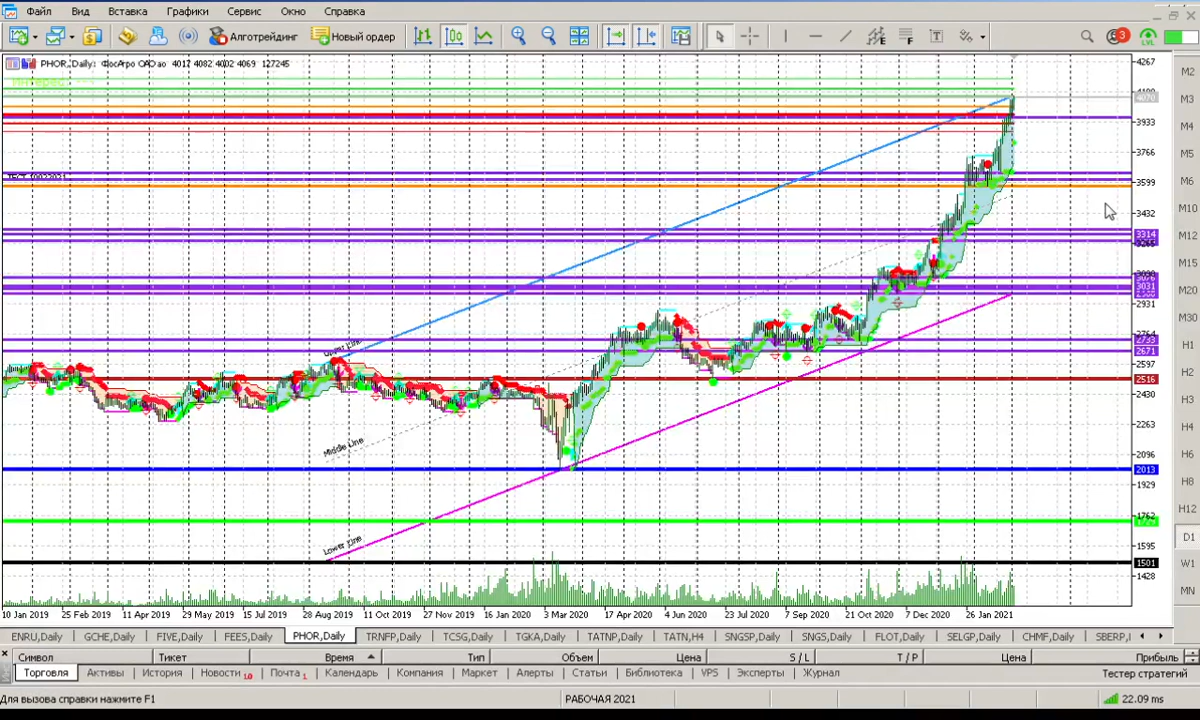 Файл Вид Вставка Графики Сервис Окно Справка
Алготрейдинг Новый ордер 3 LVL
PHOR, Daily: ФосАгро ОАО ао 4017 4082 4002 4069 127245
4267
4070
3933
3766
3599
3432
3314
3031
2931
2733
2671
2597
2516
2430
2263
2096
2013
1929
1762
1595
1501
1428
Upper Line
Middle Line
Lower Line
M2
M3
M4
M5
M6
M10
M12
M15
M20
M30
H1
H2
H3
H4
H6
H8
H12
D1
W1
MN
10 Jan 2019 25 Feb 2019 11 Apr 2019 29 May 2019 15 Jul 2019 28 Aug 2019 11 Oct 2019 27 Nov 2019 16 Jan 2020 3 Mar 2020 17 Apr 2020 4 Jun 2020 23 Jul 2020 7 Sep 2020 21 Oct 2020 7 Dec 2020 26 Jan 2021
ENRU,Daily GCHE,Daily FIVE,Daily FEES,Daily PHOR,Daily TRNFP,Daily TCSG,Daily TGKA,Daily TATNP,Daily TATN,H4 SNGSP,Daily SNGS,Daily FLOT,Daily SELGP,Daily CHMF,Daily SBERP,
Символ Тикет Время Тип Объем Цена S / L T / P Цена Прибыль
Торговля Активы История Новости 10 Почта 1 Календарь Компания Маркет Алерты Статьи Библиотека VPS Эксперты Журнал Тестер стратегий
Для вызова справки нажмите F1 РАБОЧАЯ 2021 22.09 ms